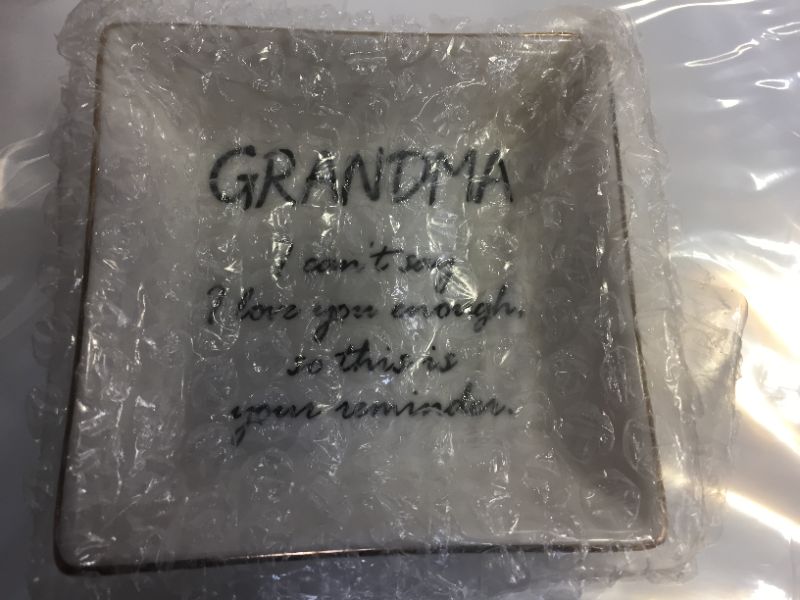 GRANDMA
I can't say
I love you enough,
so this is
your reminder.